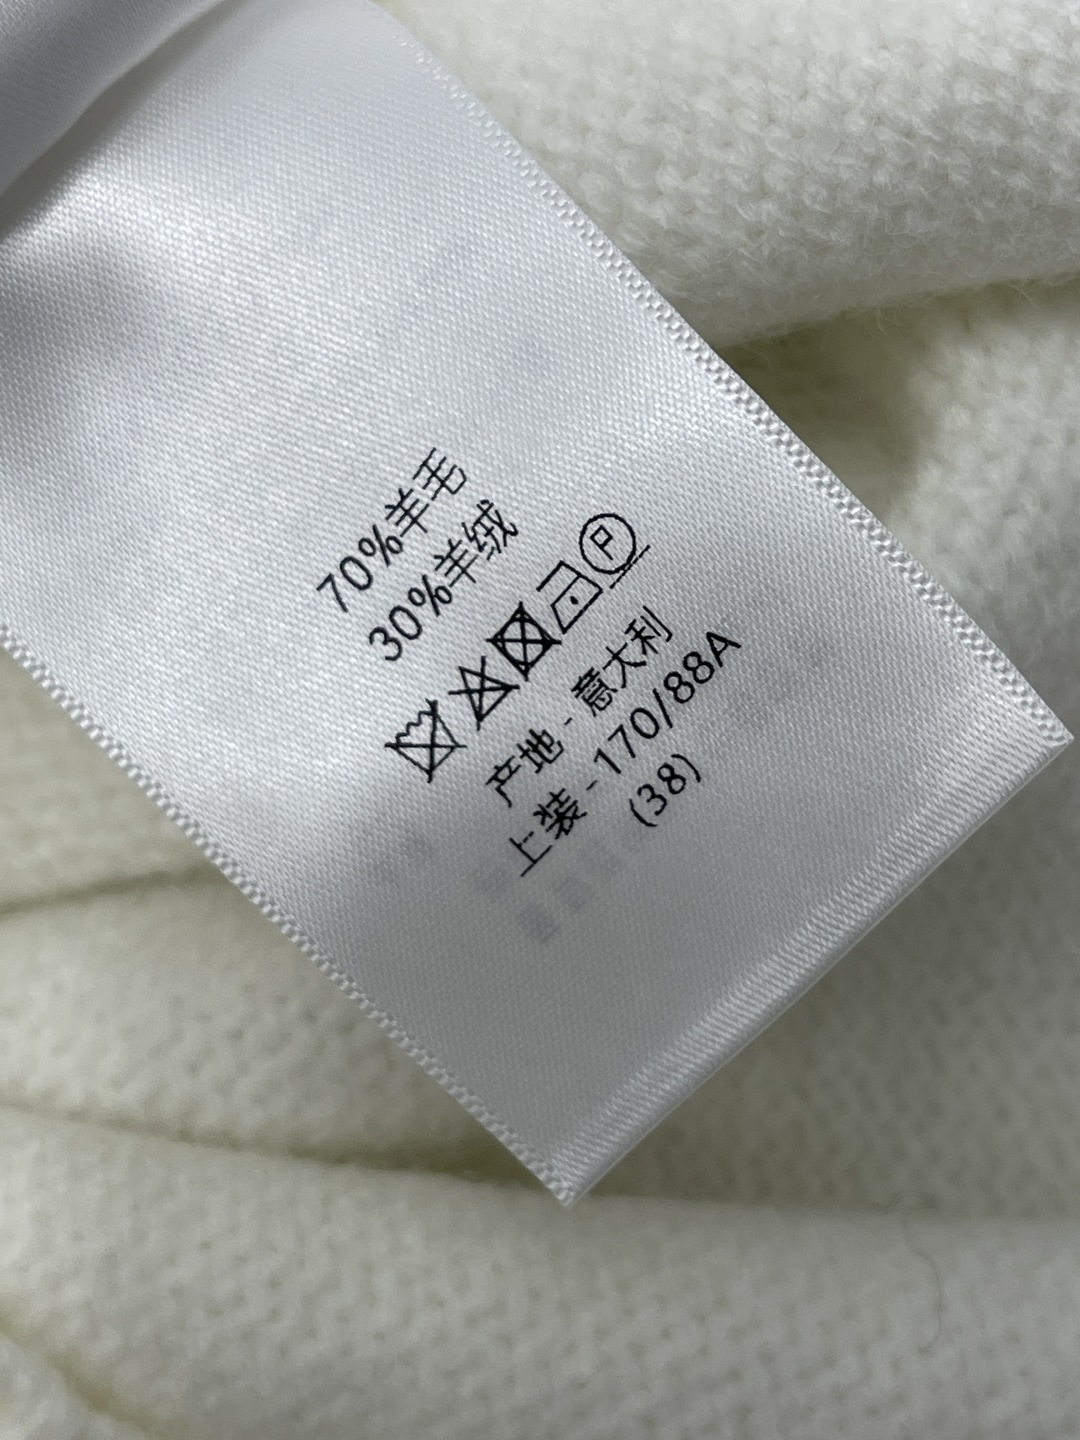 70%羊毛
30%羊绒
P
产地 - 意大利
上装 - 170/88A
(38)